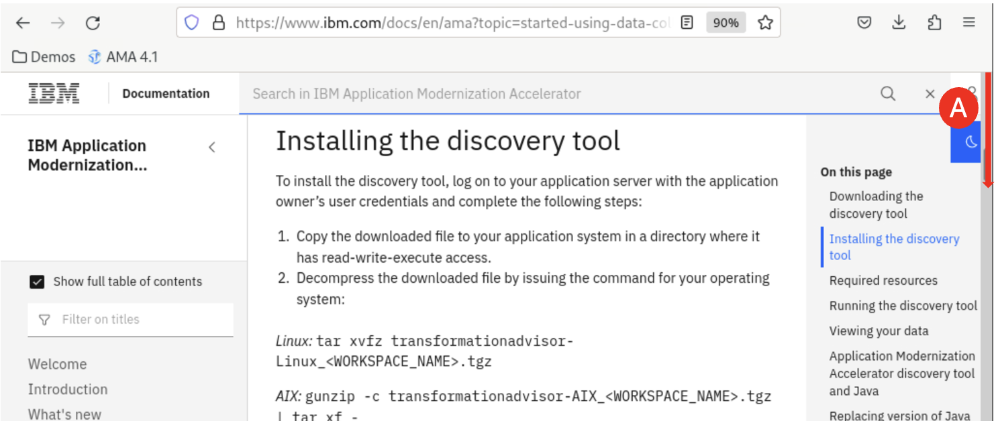 https://www.ibm.com/docs/en/ama?topic=started-using-data-col
90%
Demos
AMA 4.1
IBM
Documentation
Search in IBM Application Modernization Accelerator
A
IBM Application
Modernization...
Show full table of contents
Filter on titles
Welcome
Introduction
What's new
Installing the discovery tool
To install the discovery tool, log on to your application server with the application
owner’s user credentials and complete the following steps:
1. Copy the downloaded file to your application system in a directory where it
has read-write-execute access.
2. Decompress the downloaded file by issuing the command for your operating
system:
Linux: tar xvfz transformationadvisor-
Linux_<WORKSPACE_NAME>.tgz
AIX: gunzip -c transformationadvisor-AIX_<WORKSPACE_NAME>.tgz
| tar xf -
On this page
Downloading the
discovery tool
Installing the discovery
tool
Required resources
Running the discovery tool
Viewing your data
Application Modernization
Accelerator discovery tool
and Java
Replacing version of Java